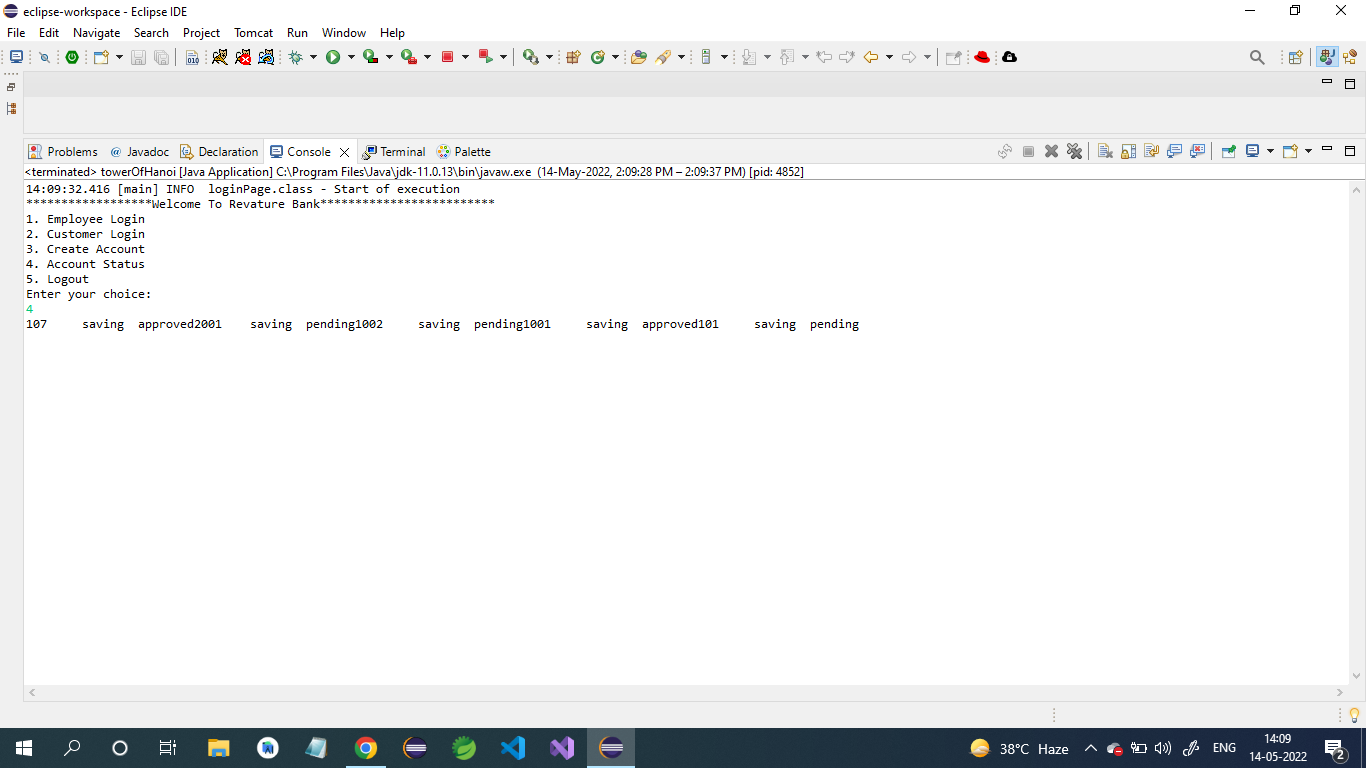 eclipse-workspace - Eclipse IDE
File Edit Navigate Search Project Tomcat Run Window Help
Problems @ Javadoc Declaration Console Terminal Palette
<terminated> towerOfHanoi [Java Application] C:\Program Files\Java\jdk-11.0.13\bin\javaw.exe (14-May-2022, 2:09:28 PM – 2:09:37 PM) [pid: 4852]
14:09:32.416 [main] INFO  loginPage.class - Start of execution
******************Welcome To Revature Bank*************************
1. Employee Login
2. Customer Login
3. Create Account
4. Account Status
5. Logout
Enter your choice:
4
107     saving  approved2001    saving  pending1002     saving  pending1001     saving  approved101     saving  pending
38°C Haze ENG 14:09
14-05-2022 2